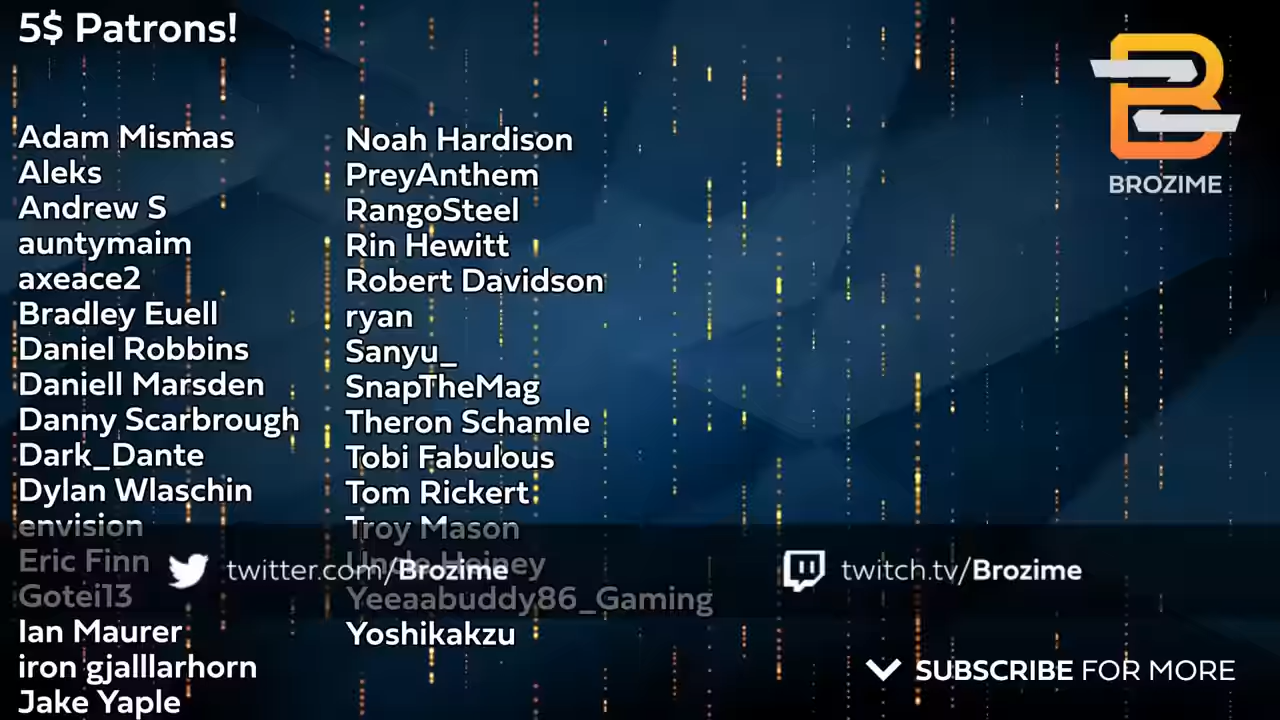 5$ Patrons!
Adam Mismas
Aleks
Andrew S
auntymaim
axeace2
Bradley Euell
Daniel Robbins
Daniell Marsden
Danny Scarbrough
Dark_Dante
Dylan Wlaschin
envision
Eric Finn
Gotei13
Ian Maurer
iron gjalllarhorn
Jake Yaple
Noah Hardison
PreyAnthem
RangoSteel
Rin Hewitt
Robert Davidson
ryan
Sanyu_
SnapTheMag
Theron Schamle
Tobi Fabulous
Tom Rickert
Troy Mason
Uncle Heiney
Yeeaabuddy86_Gaming
Yoshikakzu
BROZIME
twitter.com/Brozime
twitch.tv/Brozime
SUBSCRIBE FOR MORE